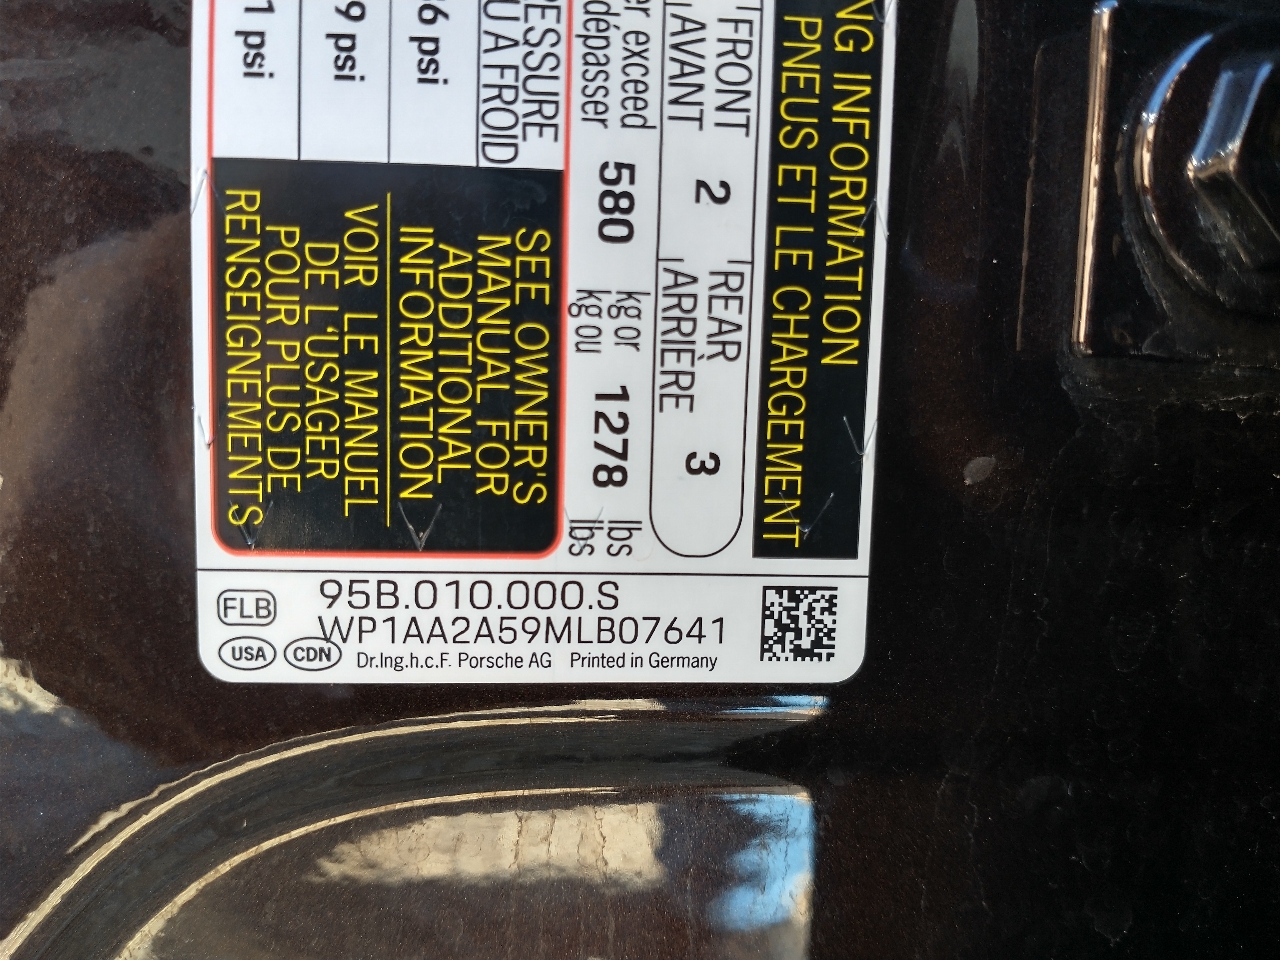 NG INFORMATION
PNEUS ET LE CHARGEMENT
FRONT
AVANT 2 REAR
ARRIÈRE 3
er exceed 580 kg or 1278 lbs
dépasser kg ou lbs
RESSURE
U A FROID
36 psi
9 psi
1 psi
SEE OWNER'S
MANUAL FOR
ADDITIONAL
INFORMATION
VOIR LE MANUEL
DE L'USAGER
POUR PLUS DE
RENSEIGNEMENTS
FLB 95B.010.000.S
WP1AA2A59MLB07641
USA CDN Dr.Ing.h.c.F. Porsche AG Printed in Germany